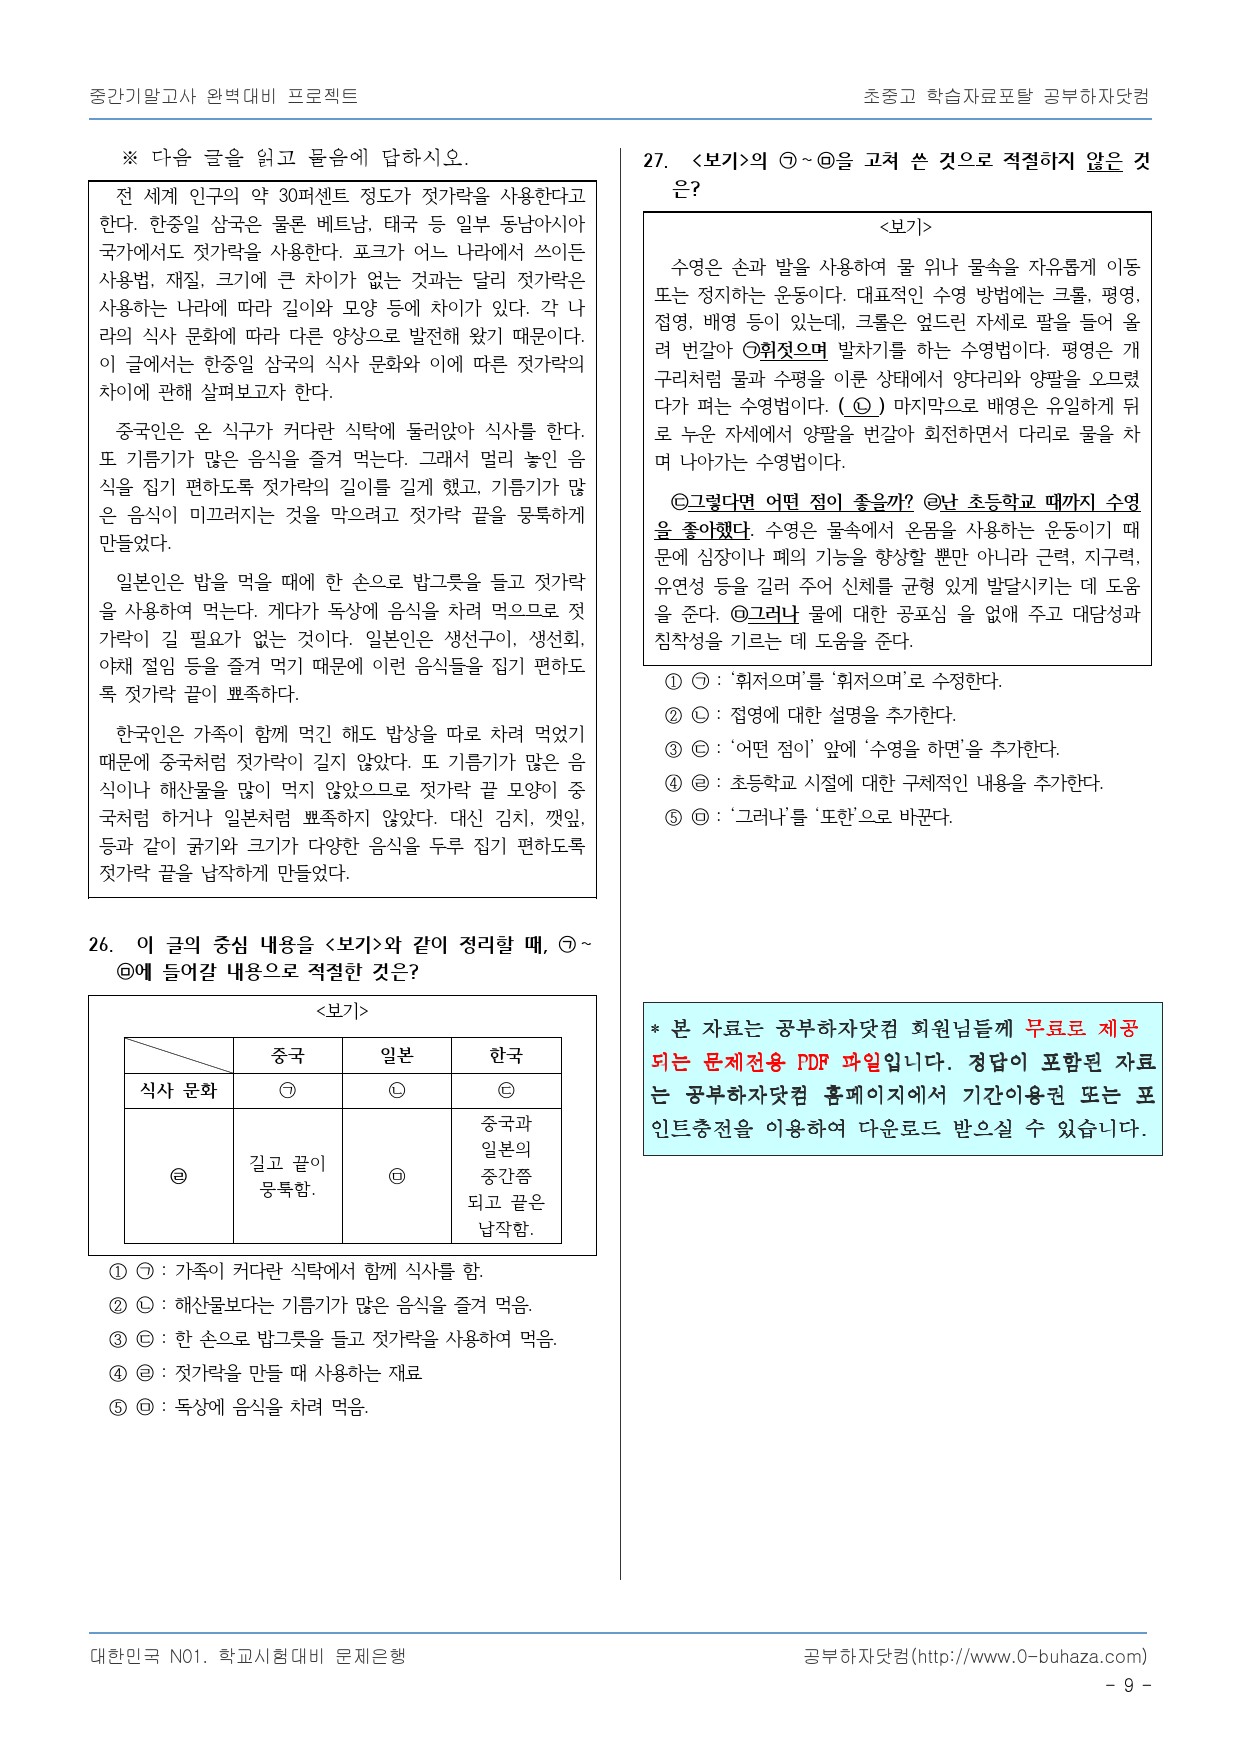 중간기말고사 완벽대비 프로젝트
초중고 학습자료포탈 공부하자닷컴
※ 다음 글을 읽고 물음에 답하시오.
전 세계 인구의 약 30퍼센트 정도가 젓가락을 사용한다고
한다. 한중일 삼국은 물론 베트남, 태국 등 일부 동남아시아
국가에서도 젓가락을 사용한다. 포크가 어느 나라에서 쓰이든
사용법, 재질, 크기에 큰 차이가 없는 것과는 달리 젓가락은
사용하는 나라에 따라 길이와 모양 등에 차이가 있다. 각 나
라의 식사 문화에 따라 다른 양상으로 발전해 왔기 때문이다.
이 글에서는 한중일 삼국의 식사 문화와 이에 따른 젓가락의
차이에 관해 살펴보고자 한다.
중국인은 온 식구가 커다란 식탁에 둘러앉아 식사를 한다.
또 기름기가 많은 음식을 즐겨 먹는다. 그래서 멀리 놓인 음
식을 집기 편하도록 젓가락의 길이를 길게 했고, 기름기가 많
은 음식이 미끄러지는 것을 막으려고 젓가락 끝을 뭉툭하게
만들었다.
일본인은 밥을 먹을 때에 한 손으로 밥그릇을 들고 젓가락
을 사용하여 먹는다. 게다가 독상에 음식을 차려 먹으므로 젓
가락이 길 필요가 없는 것이다. 일본인은 생선구이, 생선회,
야채 절임 등을 즐겨 먹기 때문에 이런 음식들을 집기 편하도
록 젓가락 끝이 뾰족하다.
한국인은 가족이 함께 먹긴 해도 밥상을 따로 차려 먹었기
때문에 중국처럼 젓가락이 길지 않았다. 또 기름기가 많은 음
식이나 해산물을 많이 먹지 않았으므로 젓가락 끝 모양이 중
국처럼 하거나 일본처럼 뾰족하지 않았다. 대신 김치, 깻잎,
등과 같이 굵기와 크기가 다양한 음식을 두루 집기 편하도록
젓가락 끝을 납작하게 만들었다.
26. 이 글의 중심 내용을 <보기>와 같이 정리할 때, ㉠~
㉤에 들어갈 내용으로 적절한 것은?
<보기>
중국 일본 한국
식사 문화 ㉠ ㉡ ㉢
㉣
길고 끝이
뭉툭함.
㉤
중국과
일본의
중간쯤
되고 끝은
납작함.
① ㉠ : 가족이 커다란 식탁에서 함께 식사를 함.
② ㉡ : 해산물보다는 기름기가 많은 음식을 즐겨 먹음.
③ ㉢ : 한 손으로 밥그릇을 들고 젓가락을 사용하여 먹음.
④ ㉣ : 젓가락을 만들 때 사용하는 재료
⑤ ㉤ : 독상에 음식을 차려 먹음.
27. <보기>의 ㉠~㉤을 고쳐 쓴 것으로 적절하지 않은 것
은?
<보기>
수영은 손과 발을 사용하여 물 위나 물속을 자유롭게 이동
또는 정지하는 운동이다. 대표적인 수영 방법에는 크롤, 평영,
접영, 배영 등이 있는데, 크롤은 엎드린 자세로 팔을 들어 올
려 번갈아 ㉠휘젓으며 발차기를 하는 수영법이다. 평영은 개
구리처럼 물과 수평을 이룬 상태에서 양다리와 양팔을 오므렸
다가 펴는 수영법이다. ( ㉡ ) 마지막으로 배영은 유일하게 뒤
로 누운 자세에서 양팔을 번갈아 회전하면서 다리로 물을 차
며 나아가는 수영법이다.
㉢그렇다면 어떤 점이 좋을까? ㉣난 초등학교 때까지 수영
을 좋아했다. 수영은 물속에서 온몸을 사용하는 운동이기 때
문에 심장이나 폐의 기능을 향상할 뿐만 아니라 근력, 지구력,
유연성 등을 길러 주어 신체를 균형 있게 발달시키는 데 도움
을 준다. ㉤그러나 물에 대한 공포심 을 없애 주고 대담성과
침착성을 기르는 데 도움을 준다.
① ㉠ : ‘휘저으며’를 ‘휘저으며’로 수정한다.
② ㉡ : 접영에 대한 설명을 추가한다.
③ ㉢ : ‘어떤 점이’ 앞에 ‘수영을 하면’을 추가한다.
④ ㉣ : 초등학교 시절에 대한 구체적인 내용을 추가한다.
⑤ ㉤ : ‘그러나’를 ‘또한’으로 바꾼다.
* 본 자료는 공부하자닷컴 회원님들께 무료로 제공
되는 문제전용 PDF 파일입니다. 정답이 포함된 자료
는 공부하자닷컴 홈페이지에서 기간이용권 또는 포
인트충전을 이용하여 다운로드 받으실 수 있습니다.
대한민국 N01. 학교시험대비 문제은행
공부하자닷컴(http://www.0-buhaza.com)
- 9 -